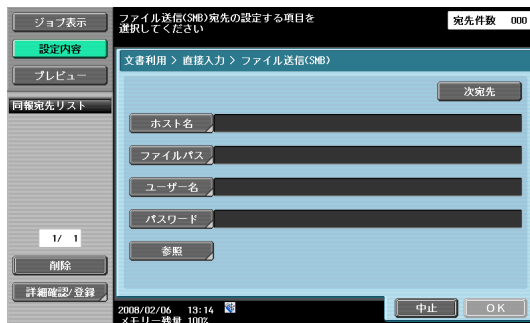 ジョブ表示
設定内容
プレビュー
同報宛先リスト
1/ 1
削除
詳細確認/登録
ファイル送信(SMB)宛先の設定する項目を
選択してください
宛先件数 000
文書利用 > 直接入力 > ファイル送信(SMB)
次宛先
ホスト名
ファイルパス
ユーザー名
パスワード
参照
2008/02/06 13:14
メモリー残量 100%
中止
OK